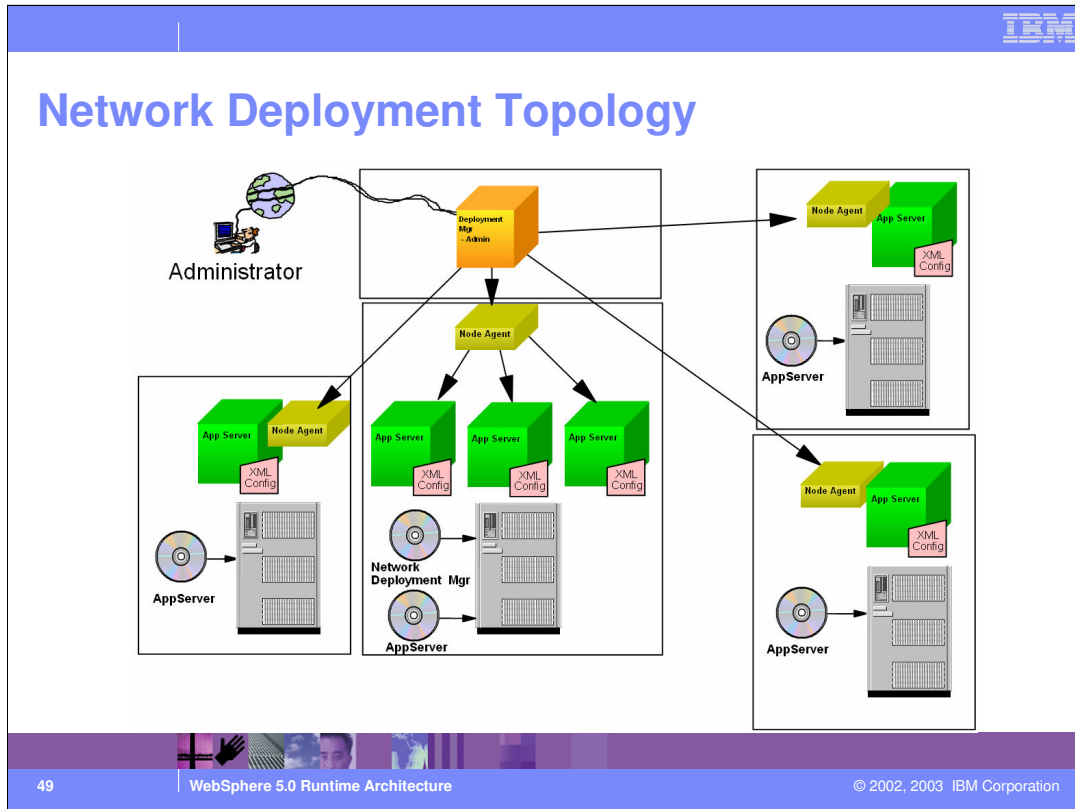 IBM
Network Deployment Topology
Administrator
Deployment
Mgr
- Admin
Node Agent
App Server
XML
Config
AppServer
Node Agent
App Server
Node Agent
XML
Config
AppServer
App Server
XML
Config
App Server
XML
Config
App Server
XML
Config
Network
Deployment Mgr
AppServer
Node Agent
App Server
XML
Config
AppServer
49
WebSphere 5.0 Runtime Architecture
© 2002, 2003 IBM Corporation